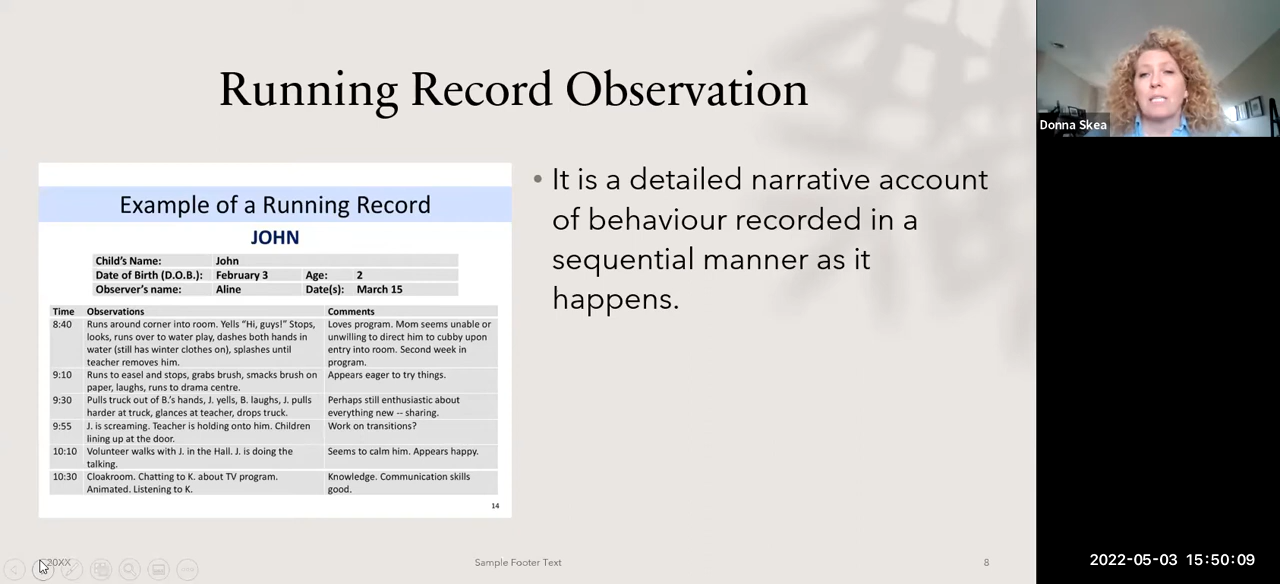 Running Record Observation
Example of a Running Record
JOHN
Child's Name: John
Date of Birth (D.O.B.): February 3 Age: 2
Observer's name: Aline Date(s): March 15
Time Observations Comments
8:40 Runs around corner into room. Yells "Hi, guys!" Stops, Loves program. Mom seems unable or
looks, runs over to water play, dashes both hands in unwilling to direct him to cubby upon
water (still has winter clothes on), splashes until entry into room. Second week in
teacher removes him. program.
9:10 Runs to easel and stops, grabs brush, smacks brush on Appears eager to try things.
paper, laughs, runs to drama centre.
9:30 Pulls truck out of B.'s hands, J. yells, B. laughs, J. pulls Perhaps still enthusiastic about
harder at truck, glances at teacher, drops truck. everything new -- sharing.
9:55 J. is screaming. Teacher is holding onto him. Children Work on transitions?
lining up at the door.
10:10 Volunteer walks with J. in the Hall. J. is doing the Seems to calm him. Appears happy.
talking.
10:30 Cloakroom. Chatting to K. about TV program. Knowledge. Communication skills
Animated. Listening to K. good.
14
• It is a detailed narrative account
of behaviour recorded in a
sequential manner as it
happens.
20XX
Sample Footer Text
8
Donna Skea
2022-05-03 15:50:09